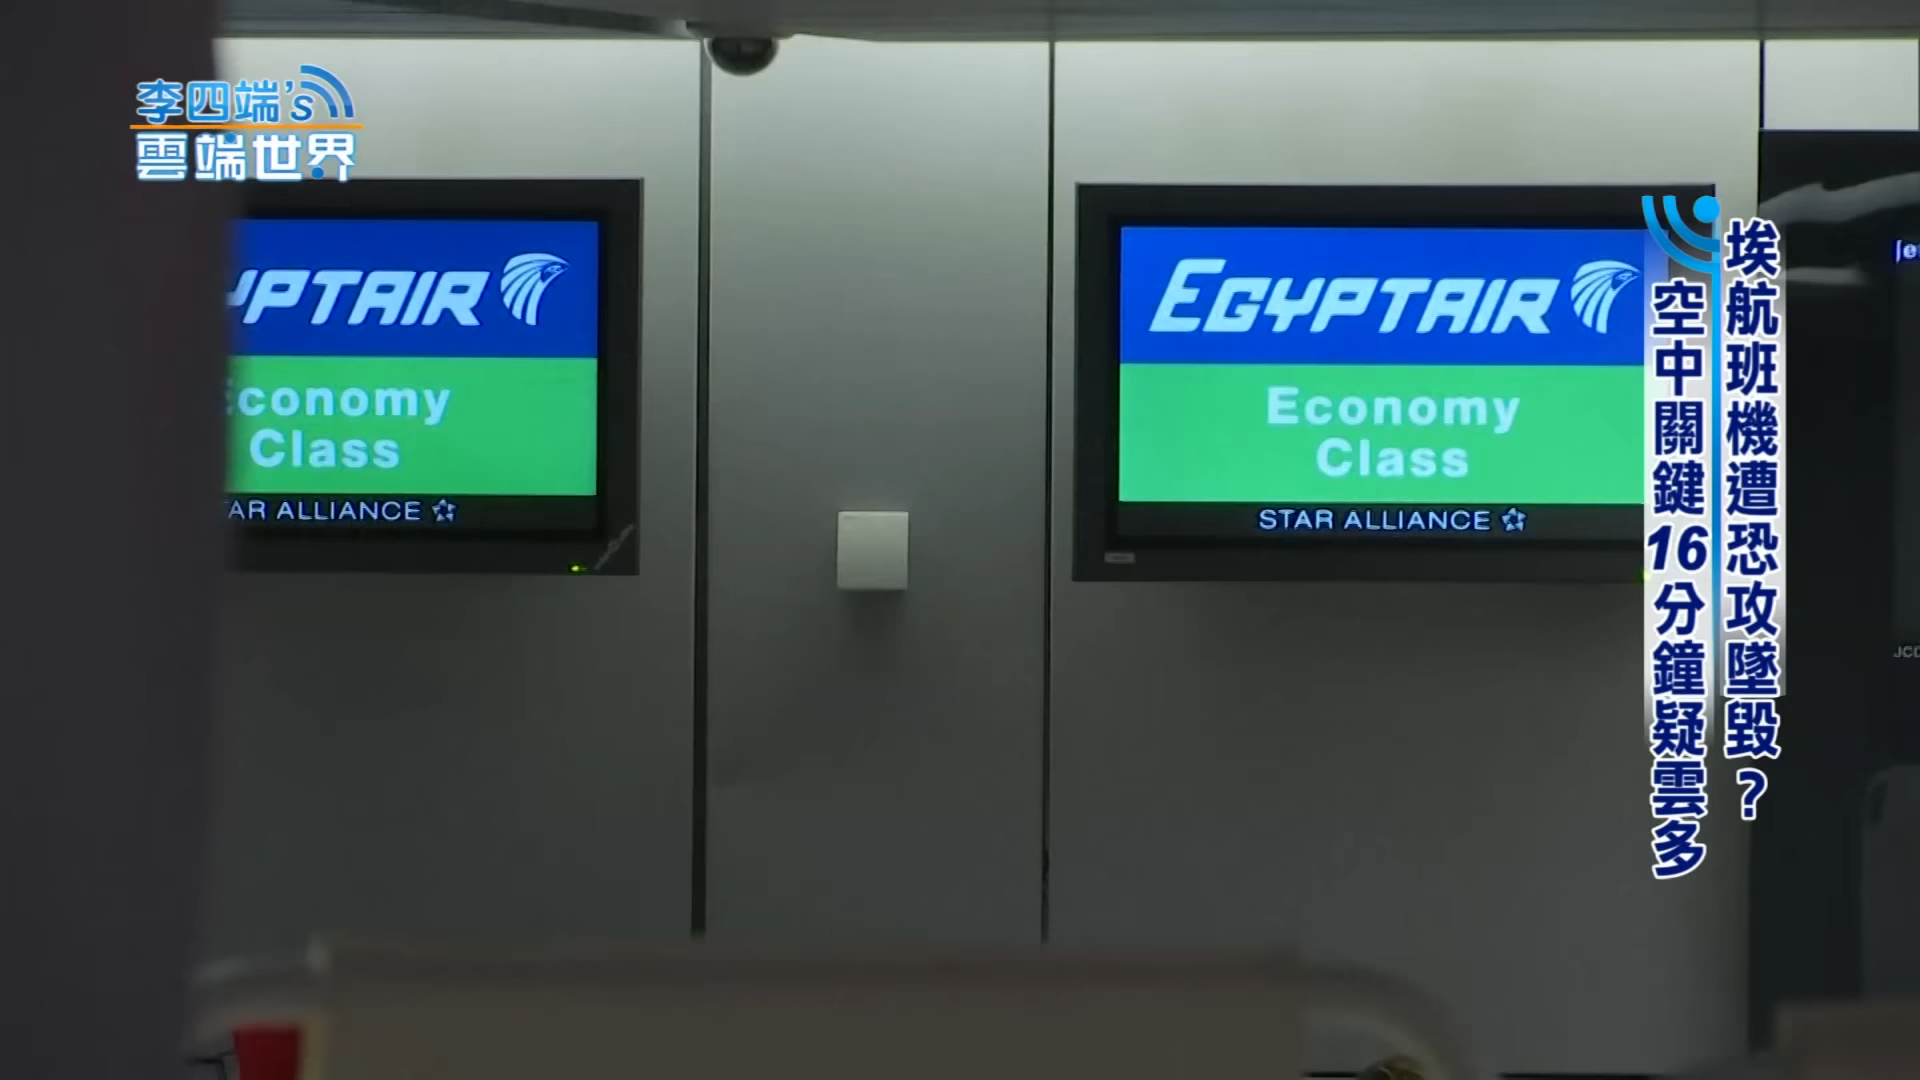 李四端's
雲端世界
YPTAIR
Economy
Class
AR ALLIANCE
EGYPTAIR
Economy
Class
STAR ALLIANCE
埃航班機遭恐攻墜毀？
空中關鍵16分鐘疑雲多